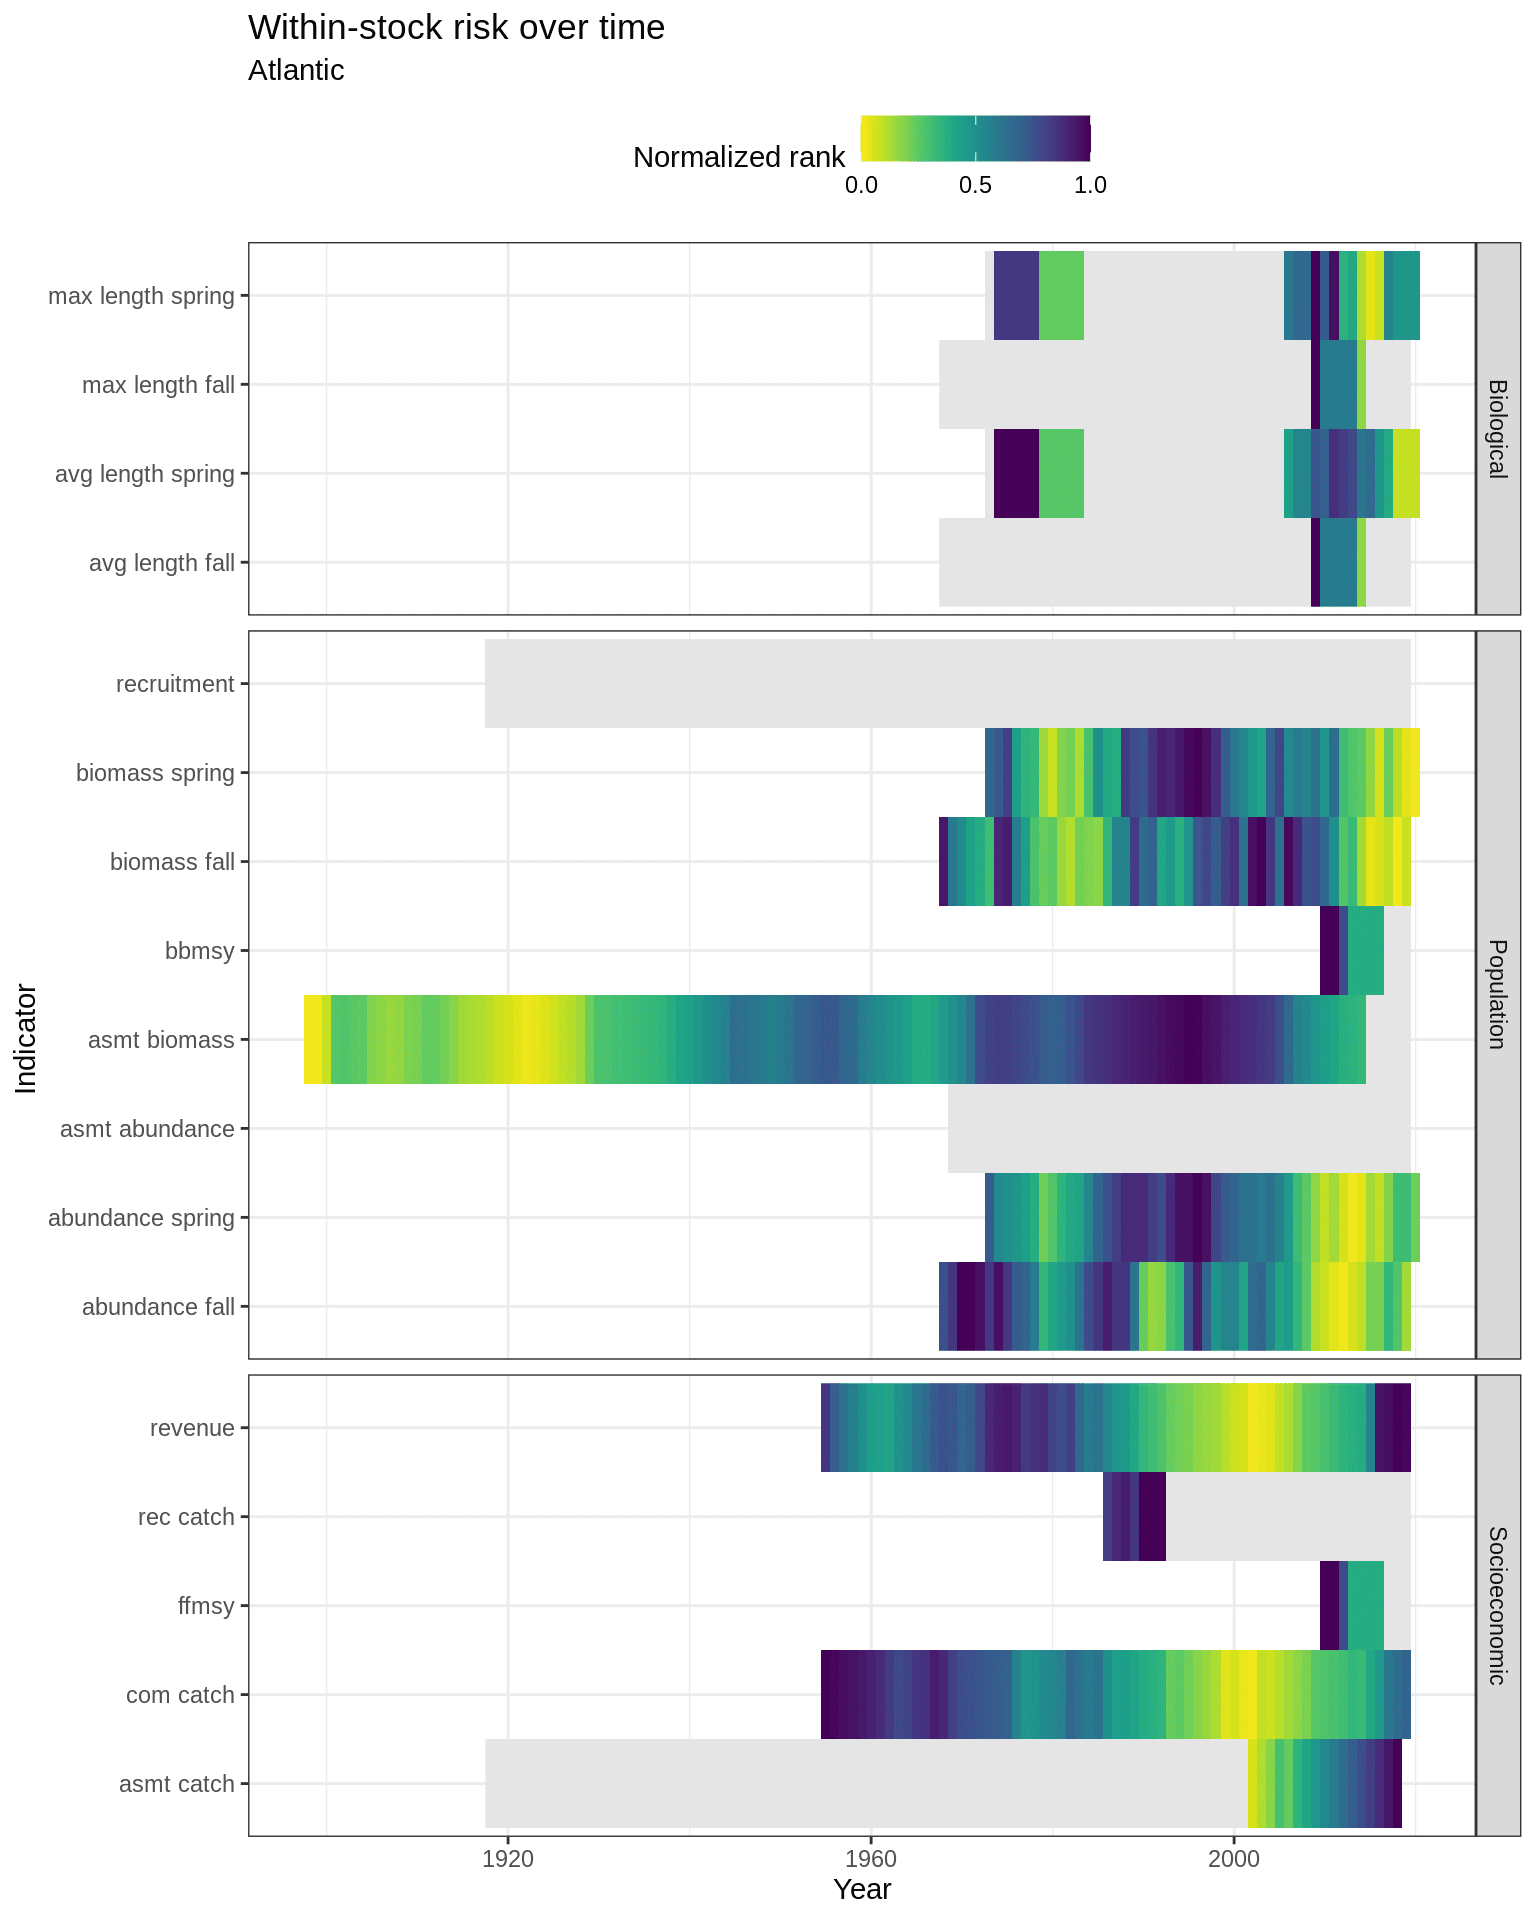 Within-stock risk over time
Atlantic
Normalized rank
0.0 0.5 1.0
max length spring
max length fall
avg length spring
avg length fall
Biological
recruitment
biomass spring
biomass fall
bbmsy
asmt biomass
asmt abundance
abundance spring
abundance fall
Population
revenue
rec catch
ffmsy
com catch
asmt catch
Socioeconomic
Indicator
1920 1960 2000
Year